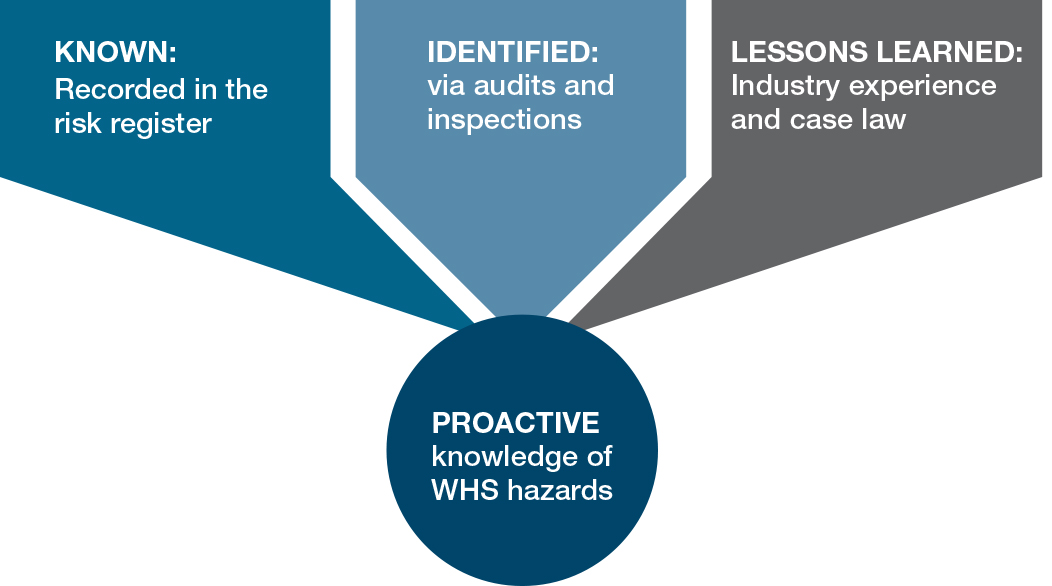 KNOWN:
Recorded in the
risk register
IDENTIFIED:
via audits and
inspections
LESSONS LEARNED:
Industry experience
and case law
PROACTIVE
knowledge of
WHS hazards